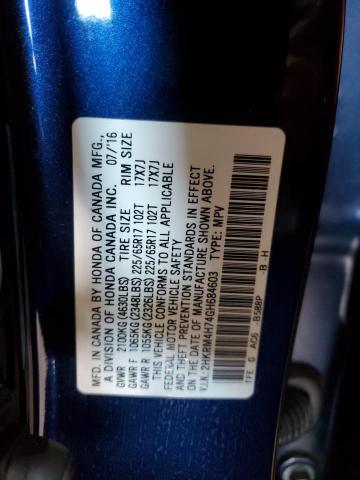 MFD. IN CANADA BY HONDA OF CANADA MFG.,
A DIVISION OF HONDA CANADA INC. 07/16
GVWR 2100KG (4630LBS) TIRE SIZE RIM SIZE
GAWR F 1065KG (2348LBS) 225/65R17 102T 17X7J
GAWR R 1055KG (2326LBS) 225/65R17 102T 17X7J
THIS VEHICLE CONFORMS TO ALL APPLICABLE
FEDERAL MOTOR VEHICLE SAFETY AND
THEFT PREVENTION STANDARDS IN EFFECT
ON THE DATE OF MANUFACTURE SHOWN ABOVE.
V.I.N.: 2HKRM4H74GH684603 TYPE: MPV
TFE G AC6 -B588P -B -H